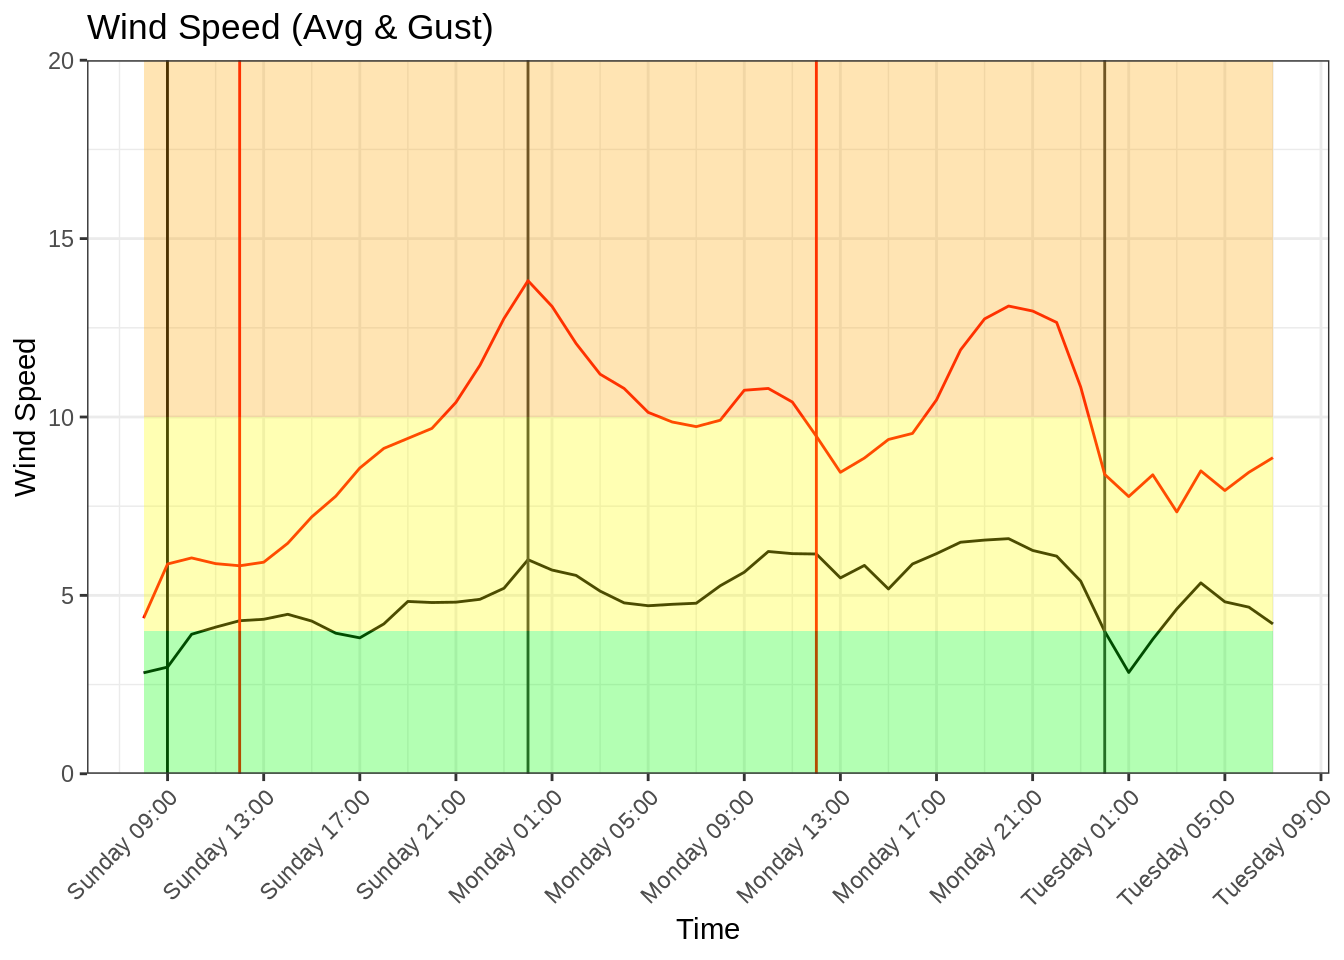 Wind Speed (Avg & Gust)
20
15
10
5
0
Wind Speed
Sunday 09:00
Sunday 13:00
Sunday 17:00
Sunday 21:00
Monday 01:00
Monday 05:00
Monday 09:00
Monday 13:00
Monday 17:00
Monday 21:00
Tuesday 01:00
Tuesday 05:00
Tuesday 09:00
Time